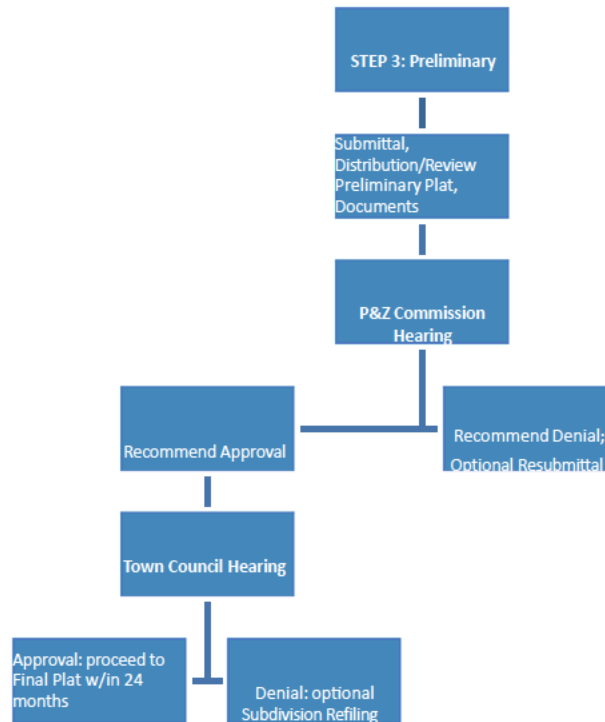 STEP 3: Preliminary
Submittal,
Distribution/Review
Preliminary Plat,
Documents
P&Z Commission
Hearing
Recommend Approval
Recommend Denial;
Optional Resubmittal
Town Council Hearing
Approval: proceed to
Final Plat w/in 24
months
Denial: optional
Subdivision Refiling